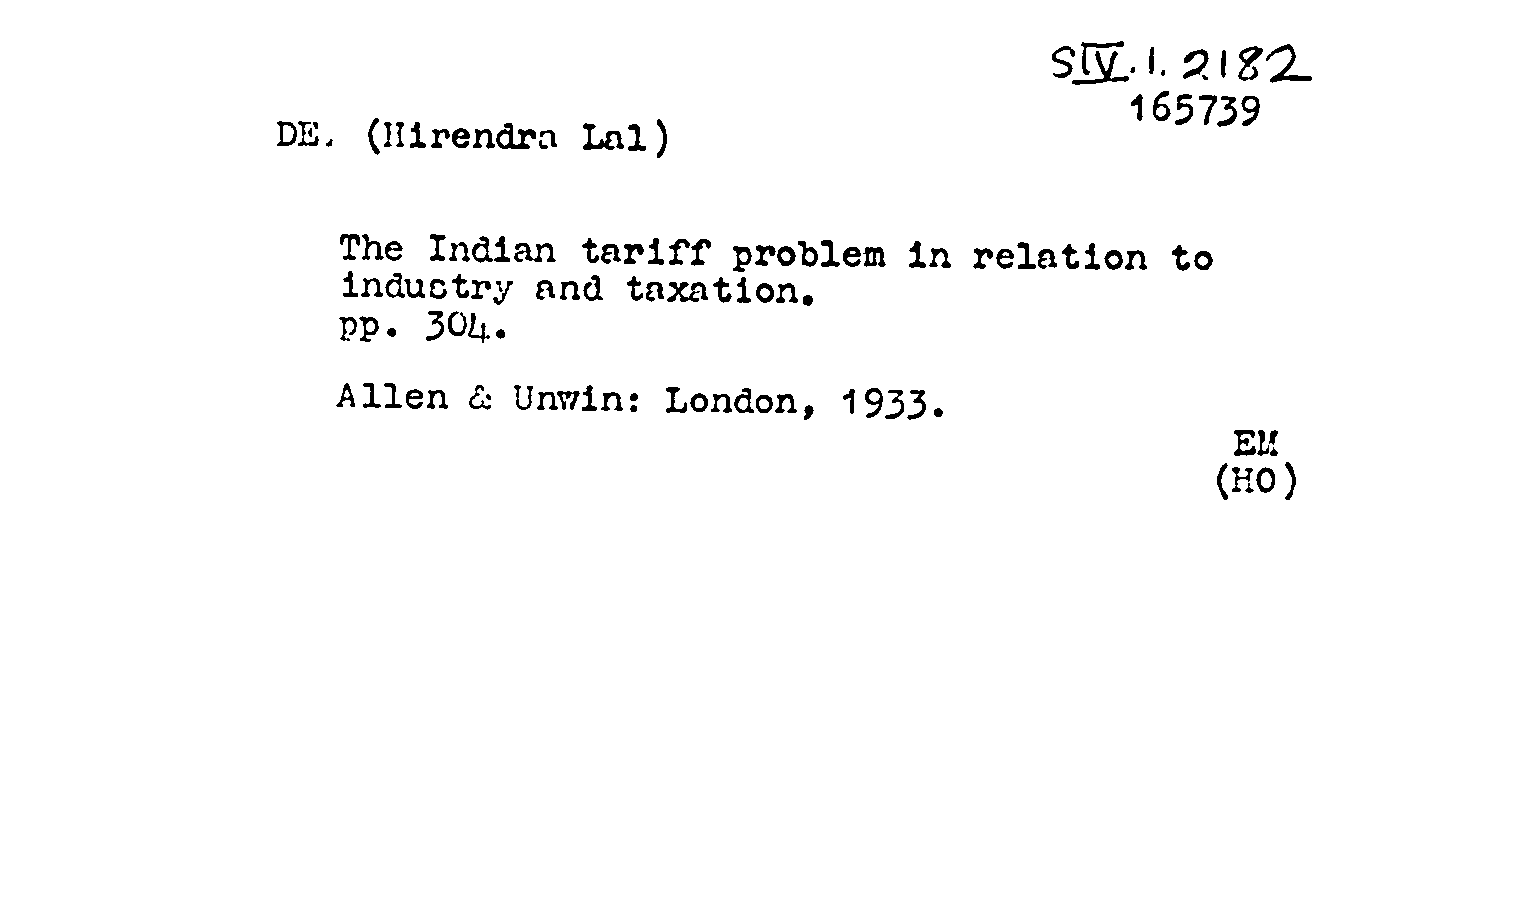 SIV.1.2182
165739
DE. (Hirendra Lal)
The Indian tariff problem in relation to
industry and taxation.
pp. 304.
Allen & Unwin: London, 1933.
EM
(HO)